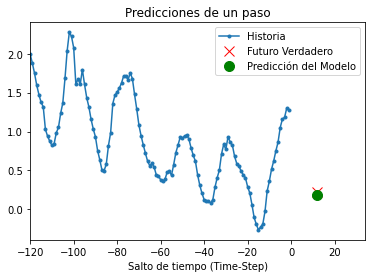 Predicciones de un paso
Historia
Futuro Verdadero
Predicción del Modelo
2.0
1.5
1.0
0.5
0.0
−120 −100 −80 −60 −40 −20 0 20
Salto de tiempo (Time-Step)